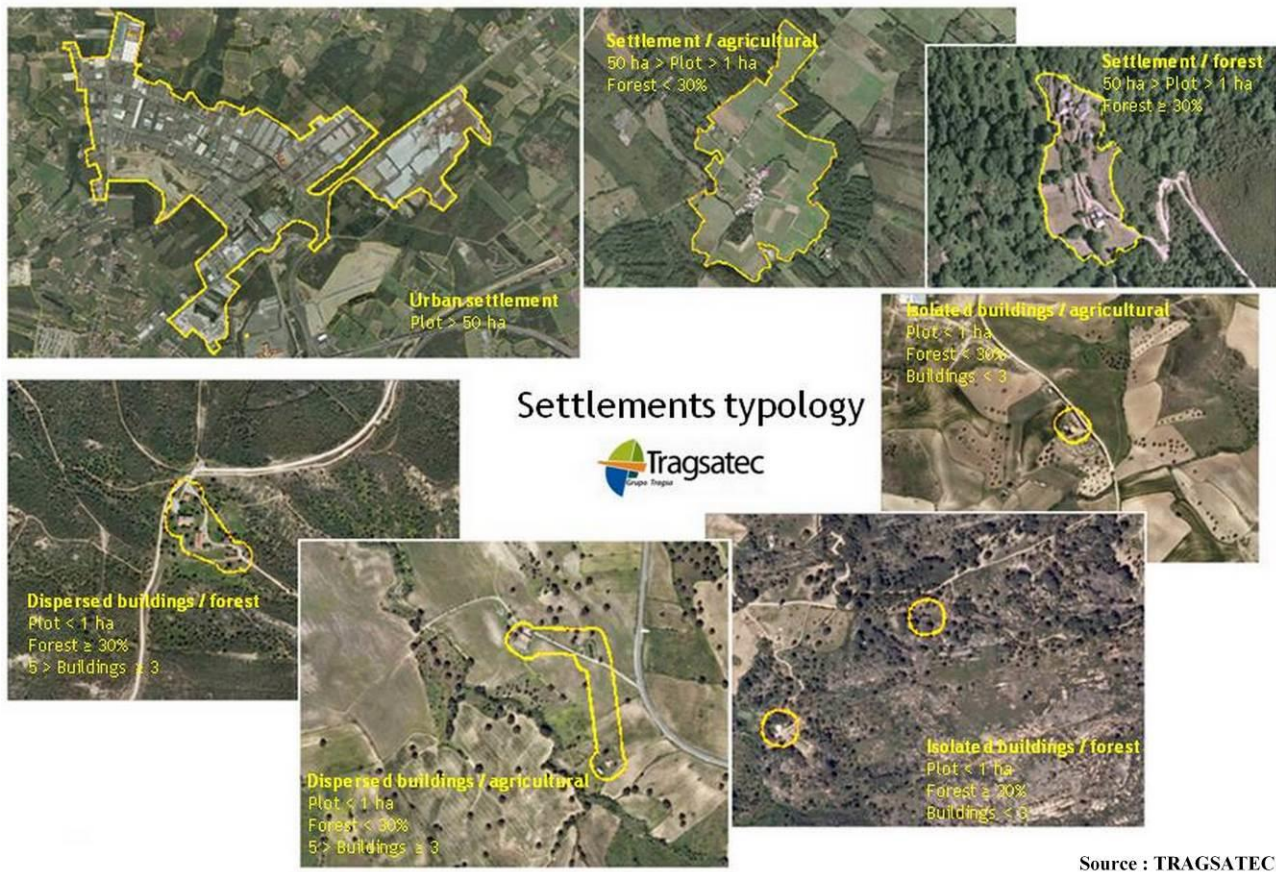 Settlement / agricultural
50 ha > Plot > 1 ha
Forest < 30%
Settlement / forest
50 ha > Plot > 1 ha
Forest ≥ 30%
Urban settlement
Plot > 50 ha
Isolated buildings / agricultural
Plot < 1 ha
Forest < 30%
Buildings < 3
Settlements typology
Tragsatec
Grupo Tragsa
Dispersed buildings / forest
Plot < 1 ha
Forest ≥ 30%
5 > Buildings ≥ 3
Dispersed buildings / agricultural
Plot < 1 ha
Forest < 30%
5 > Buildings ≥ 3
Isolated buildings / forest
Plot < 1 ha
Forest ≥ 30%
Buildings < 3
Source : TRAGSATEC